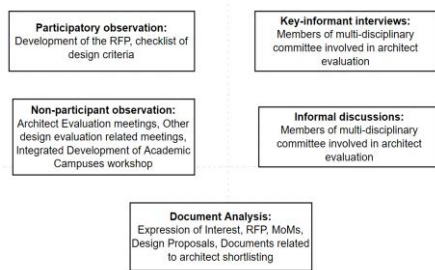 Participatory observation:
Development of the RFP, checklist of
design criteria
Key-informant interviews:
Members of multi-disciplinary
committee involved in architect
evaluation
Non-participant observation:
Architect Evaluation meetings, Other
design evaluation related meetings,
Integrated Development of Academic
Campuses workshop
Informal discussions:
Members of multi-disciplinary
committee involved in architect
evaluation
Document Analysis:
Expression of Interest, RFP, MoMs,
Design Proposals, Documents related
to architect shortlisting